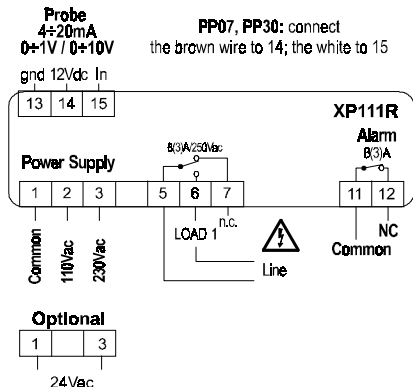 Probe
4÷20mA
0÷1V / 0÷10V
PP07, PP30: connect
the brown wire to 14; the white to 15
gnd 12Vdc In
13 14 15
XP111R
Alarm
8(3)A
8(3)A/250Vac
Power Supply
1 2 3 5 6 7 11 12
n.c.
NC
Common
110Vac
230Vac
LOAD 1
Line
Common
Optional
1 3
24Vac